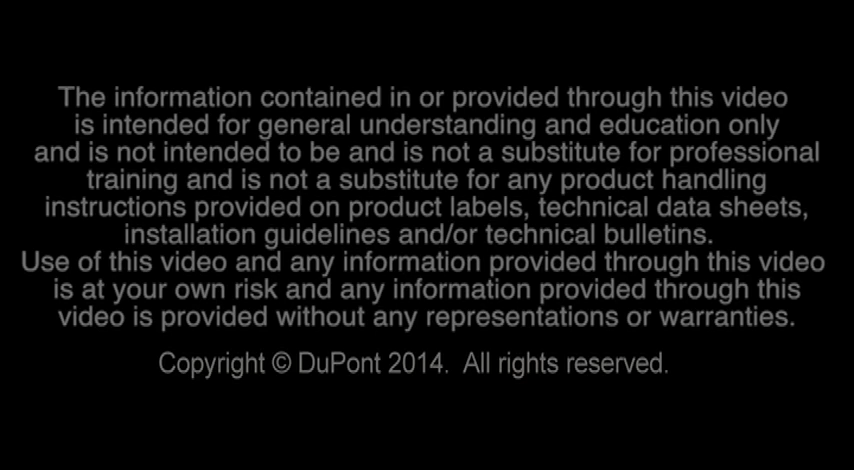 The information contained in or provided through this video
is intended for general understanding and education only
and is not intended to be and is not a substitute for professional
training and is not a substitute for any product handling
instructions provided on product labels, technical data sheets,
installation guidelines and/or technical bulletins.
Use of this video and any information provided through this video
is at your own risk and any information provided through this
video is provided without any representations or warranties.
Copyright © DuPont 2014.  All rights reserved.